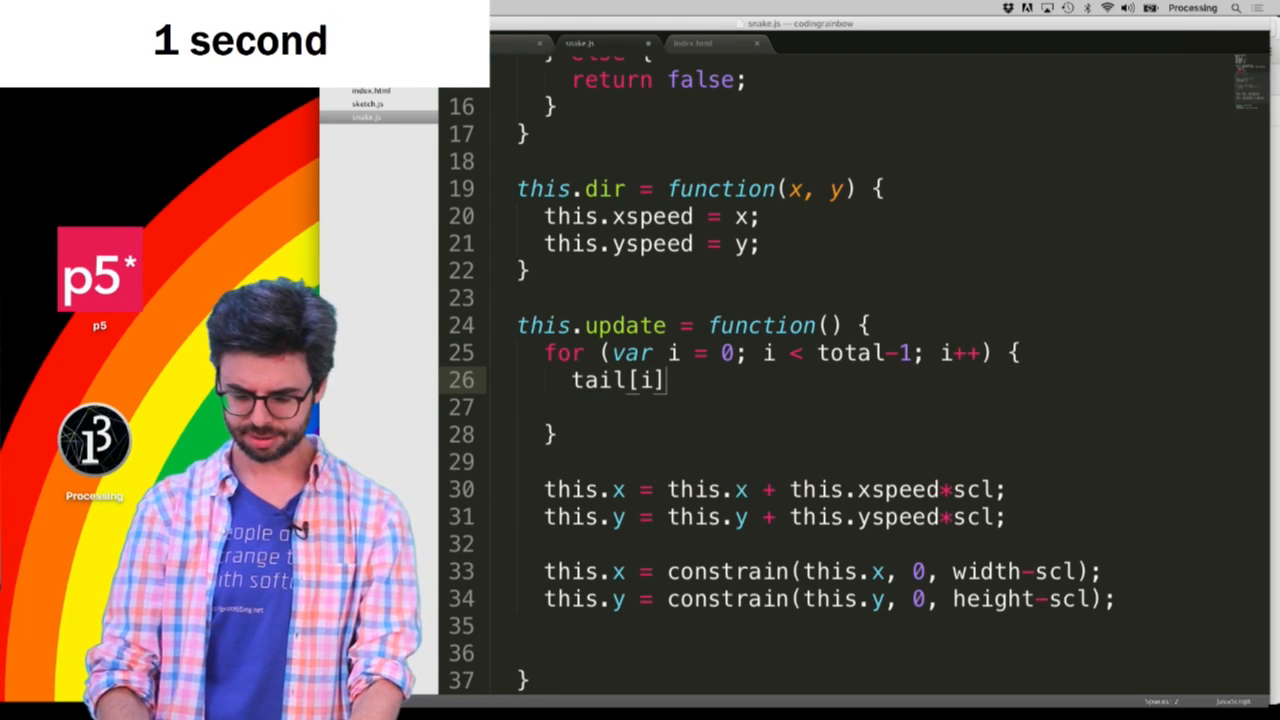 1 second
Processing
snake.js — codingrainbow
snake.js
index.html
index.html
sketch.js
snake.js
} else {
return false;
16 }
17 }
18
19 this.dir = function(x, y) {
20 this.xspeed = x;
21 this.yspeed = y;
22 }
23
24 this.update = function() {
25 for (var i = 0; i < total-1; i++) {
26 tail[i]
27
28 }
29
30 this.x = this.x + this.xspeed*scl;
31 this.y = this.y + this.yspeed*scl;
32
33 this.x = constrain(this.x, 0, width-scl);
34 this.y = constrain(this.y, 0, height-scl);
35
36
37 }
p5*
p5
Processing
Spaces: 2
JavaScript